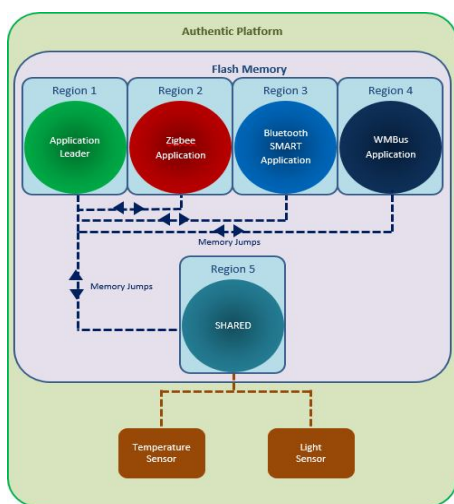 Authentic Platform
Flash Memory
Region 1
Region 2
Region 3
Region 4
Application
Leader
Zigbee
Application
Bluetooth
SMART
Application
WMBus
Application
Memory Jumps
Region 5
Memory Jumps
SHARED
Temperature
Sensor
Light
Sensor